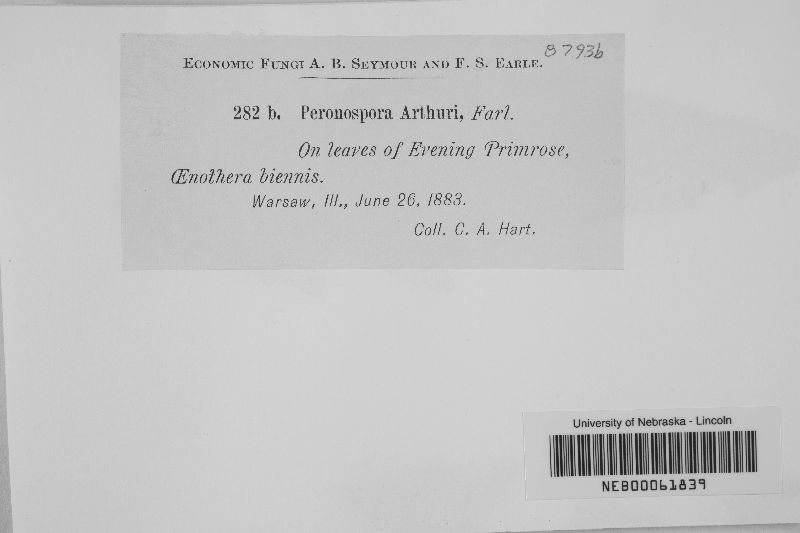 8793b
ECONOMIC FUNGI A. B. SEYMOUR AND F. S. EARLE.
282 b. Peronospora Arthuri, Farl.
On leaves of Evening Primrose,
Œnothera biennis.
Warsaw, Ill., June 26, 1883.
Coll. C. A. Hart.
University of Nebraska - Lincoln
NEB00061839